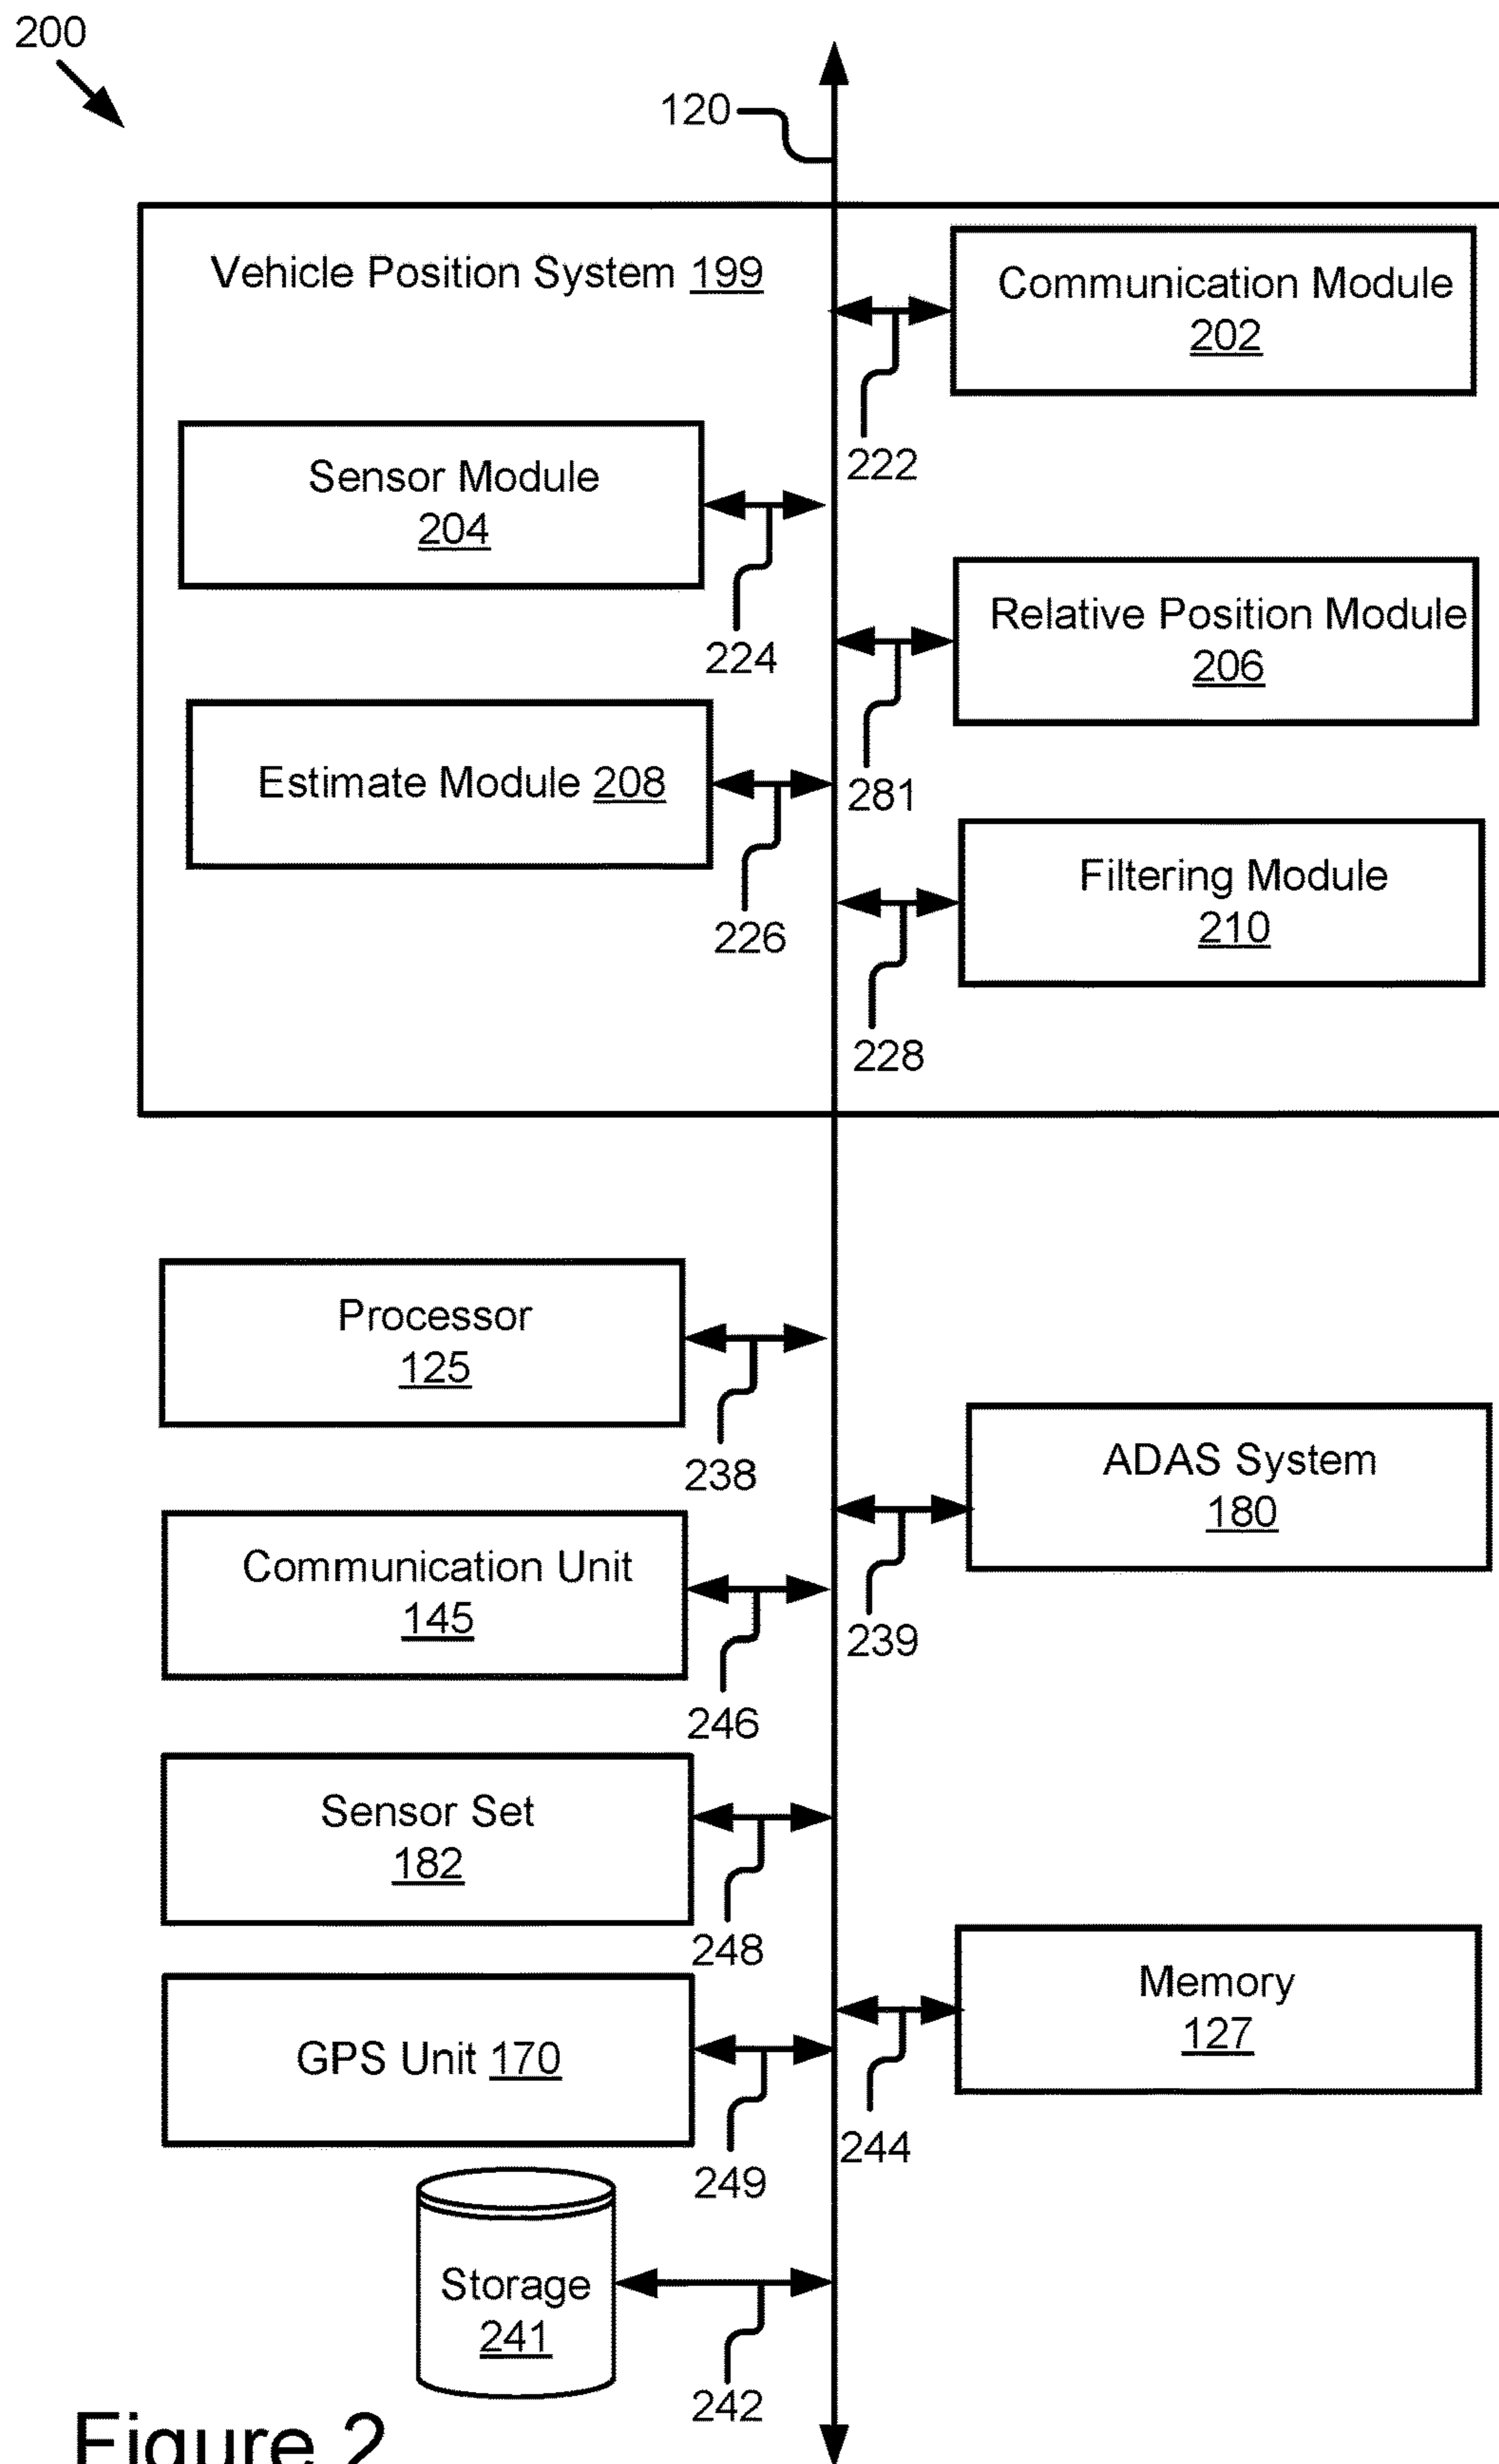 200
120
Vehicle Position System 199
Communication Module
202
222
Sensor Module
204
224
Relative Position Module
206
281
Estimate Module 208
226
Filtering Module
210
228
Processor
125
238
ADAS System
180
239
Communication Unit
145
246
Sensor Set
182
248
Memory
127
244
GPS Unit 170
249
Storage
241
242
Figure 2